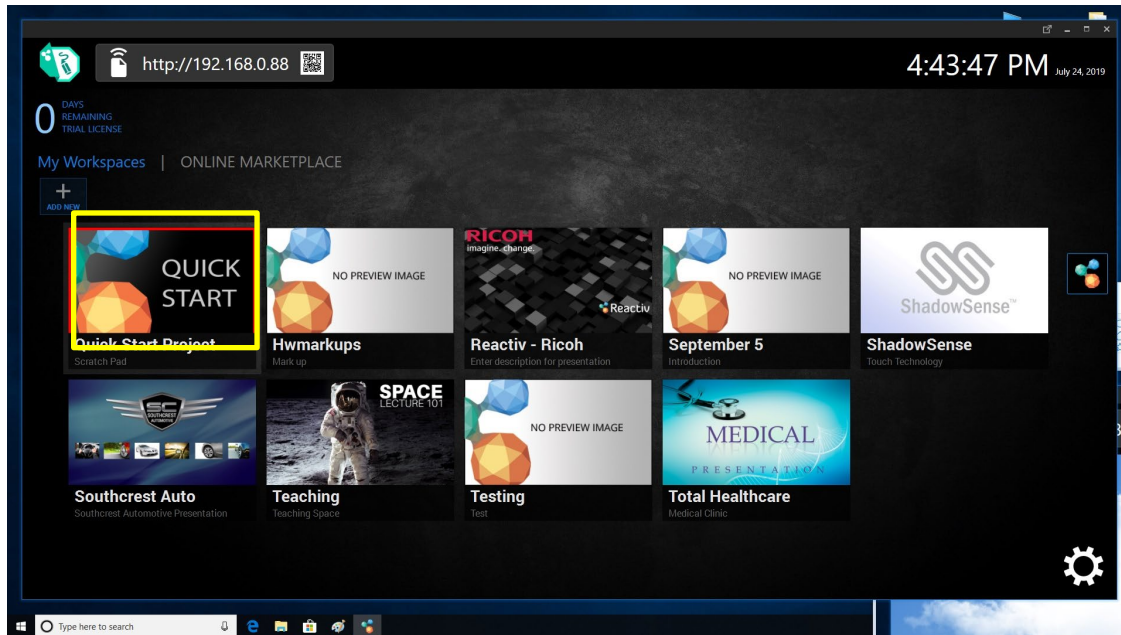 http://192.168.0.88
4:43:47 PM July 24, 2019
0 DAYS
REMAINING
TRIAL LICENSE
My Workspaces | ONLINE MARKETPLACE
ADD NEW
QUICK
START
Quick Start Project
Scratch Pad
NO PREVIEW IMAGE
Hwmarkups
Mark up
RICOH
imagine. change.
Reactiv
Reactiv - Ricoh
Enter description for presentation
NO PREVIEW IMAGE
September 5
Introduction
ShadowSense™
ShadowSense
Touch Technology
SC
SOUTHCREST
AUTOMOTIVE
Southcrest Auto
Southcrest Automotive Presentation
SPACE
LECTURE 101
Teaching
Teaching Space
NO PREVIEW IMAGE
Testing
Test
MEDICAL
PRESENTATION
Total Healthcare
Medical Clinic
Type here to search